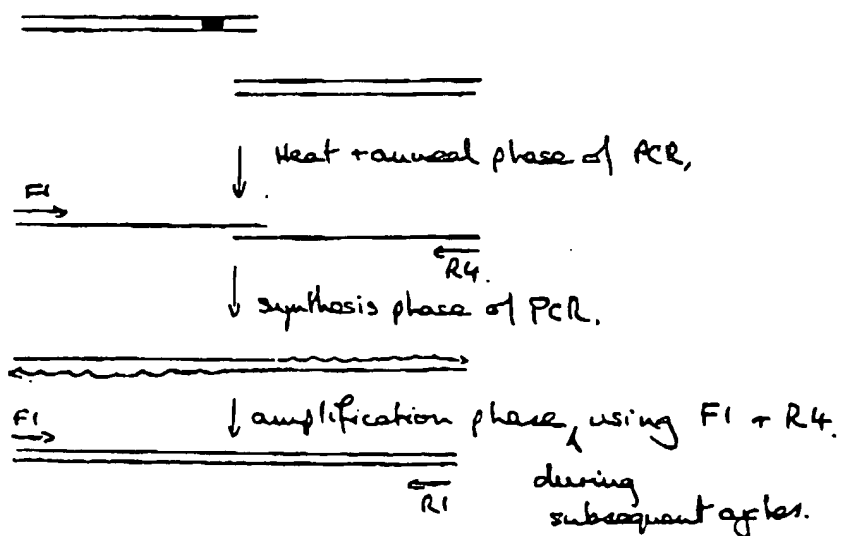 Heat + anneal phase of PCR,
F1
R4.
synthesis phase of PCR.
F1
amplification phase, using F1 + R4.
R1
during
subsequent cycles.